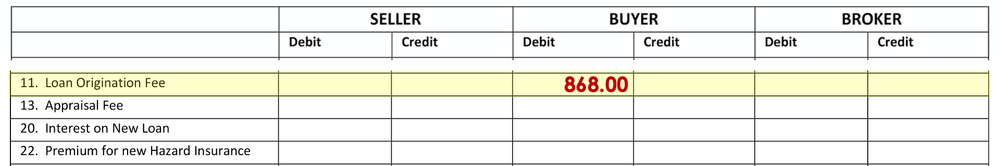 SELLER BUYER BROKER
Debit Credit Debit Credit Debit Credit
11. Loan Origination Fee 868.00
13. Appraisal Fee
20. Interest on New Loan
22. Premium for new Hazard Insurance